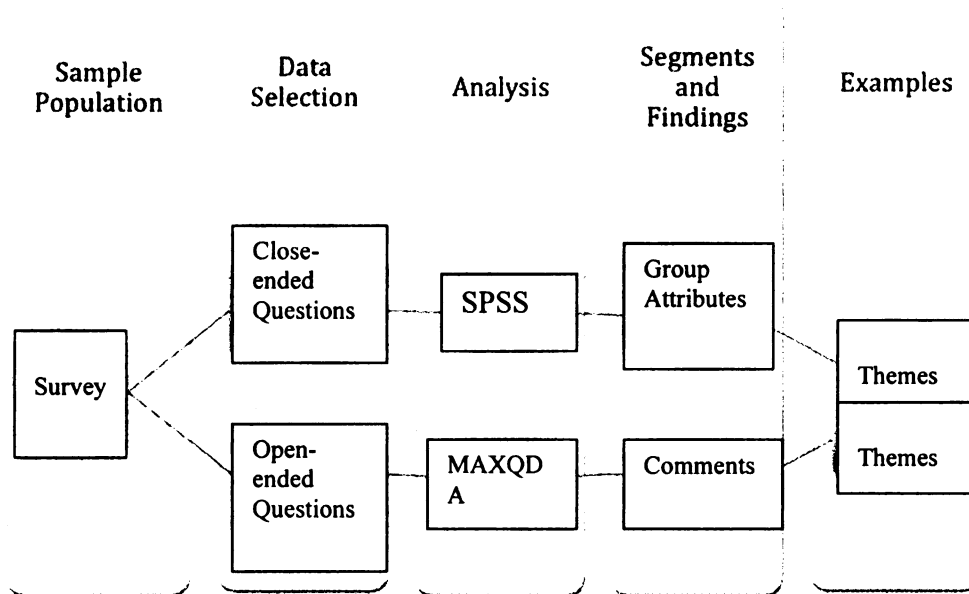 Sample
Population
Data
Selection
Analysis
Segments
and
Findings
Examples
Survey
Close-
ended
Questions
SPSS
Group
Attributes
Themes
Open-
ended
Questions
MAXQD
A
Comments
Themes